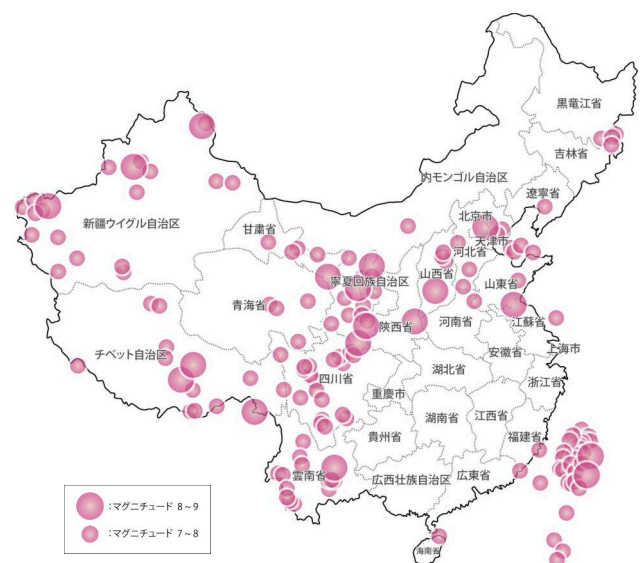 黒竜江省
吉林省
内モンゴル自治区
遼寧省
北京市
新疆ウイグル自治区
甘粛省
天津市
河北省
寧夏回族自治区
山西省
山東省
青海省
陝西省
河南省
江蘇省
チベット自治区
安徽省
上海市
四川省
湖北省
浙江省
重慶市
湖南省
江西省
貴州省
福建省
雲南省
広西壮族自治区
広東省
海南省
:マグニチュード 8~9
:マグニチュード 7~8